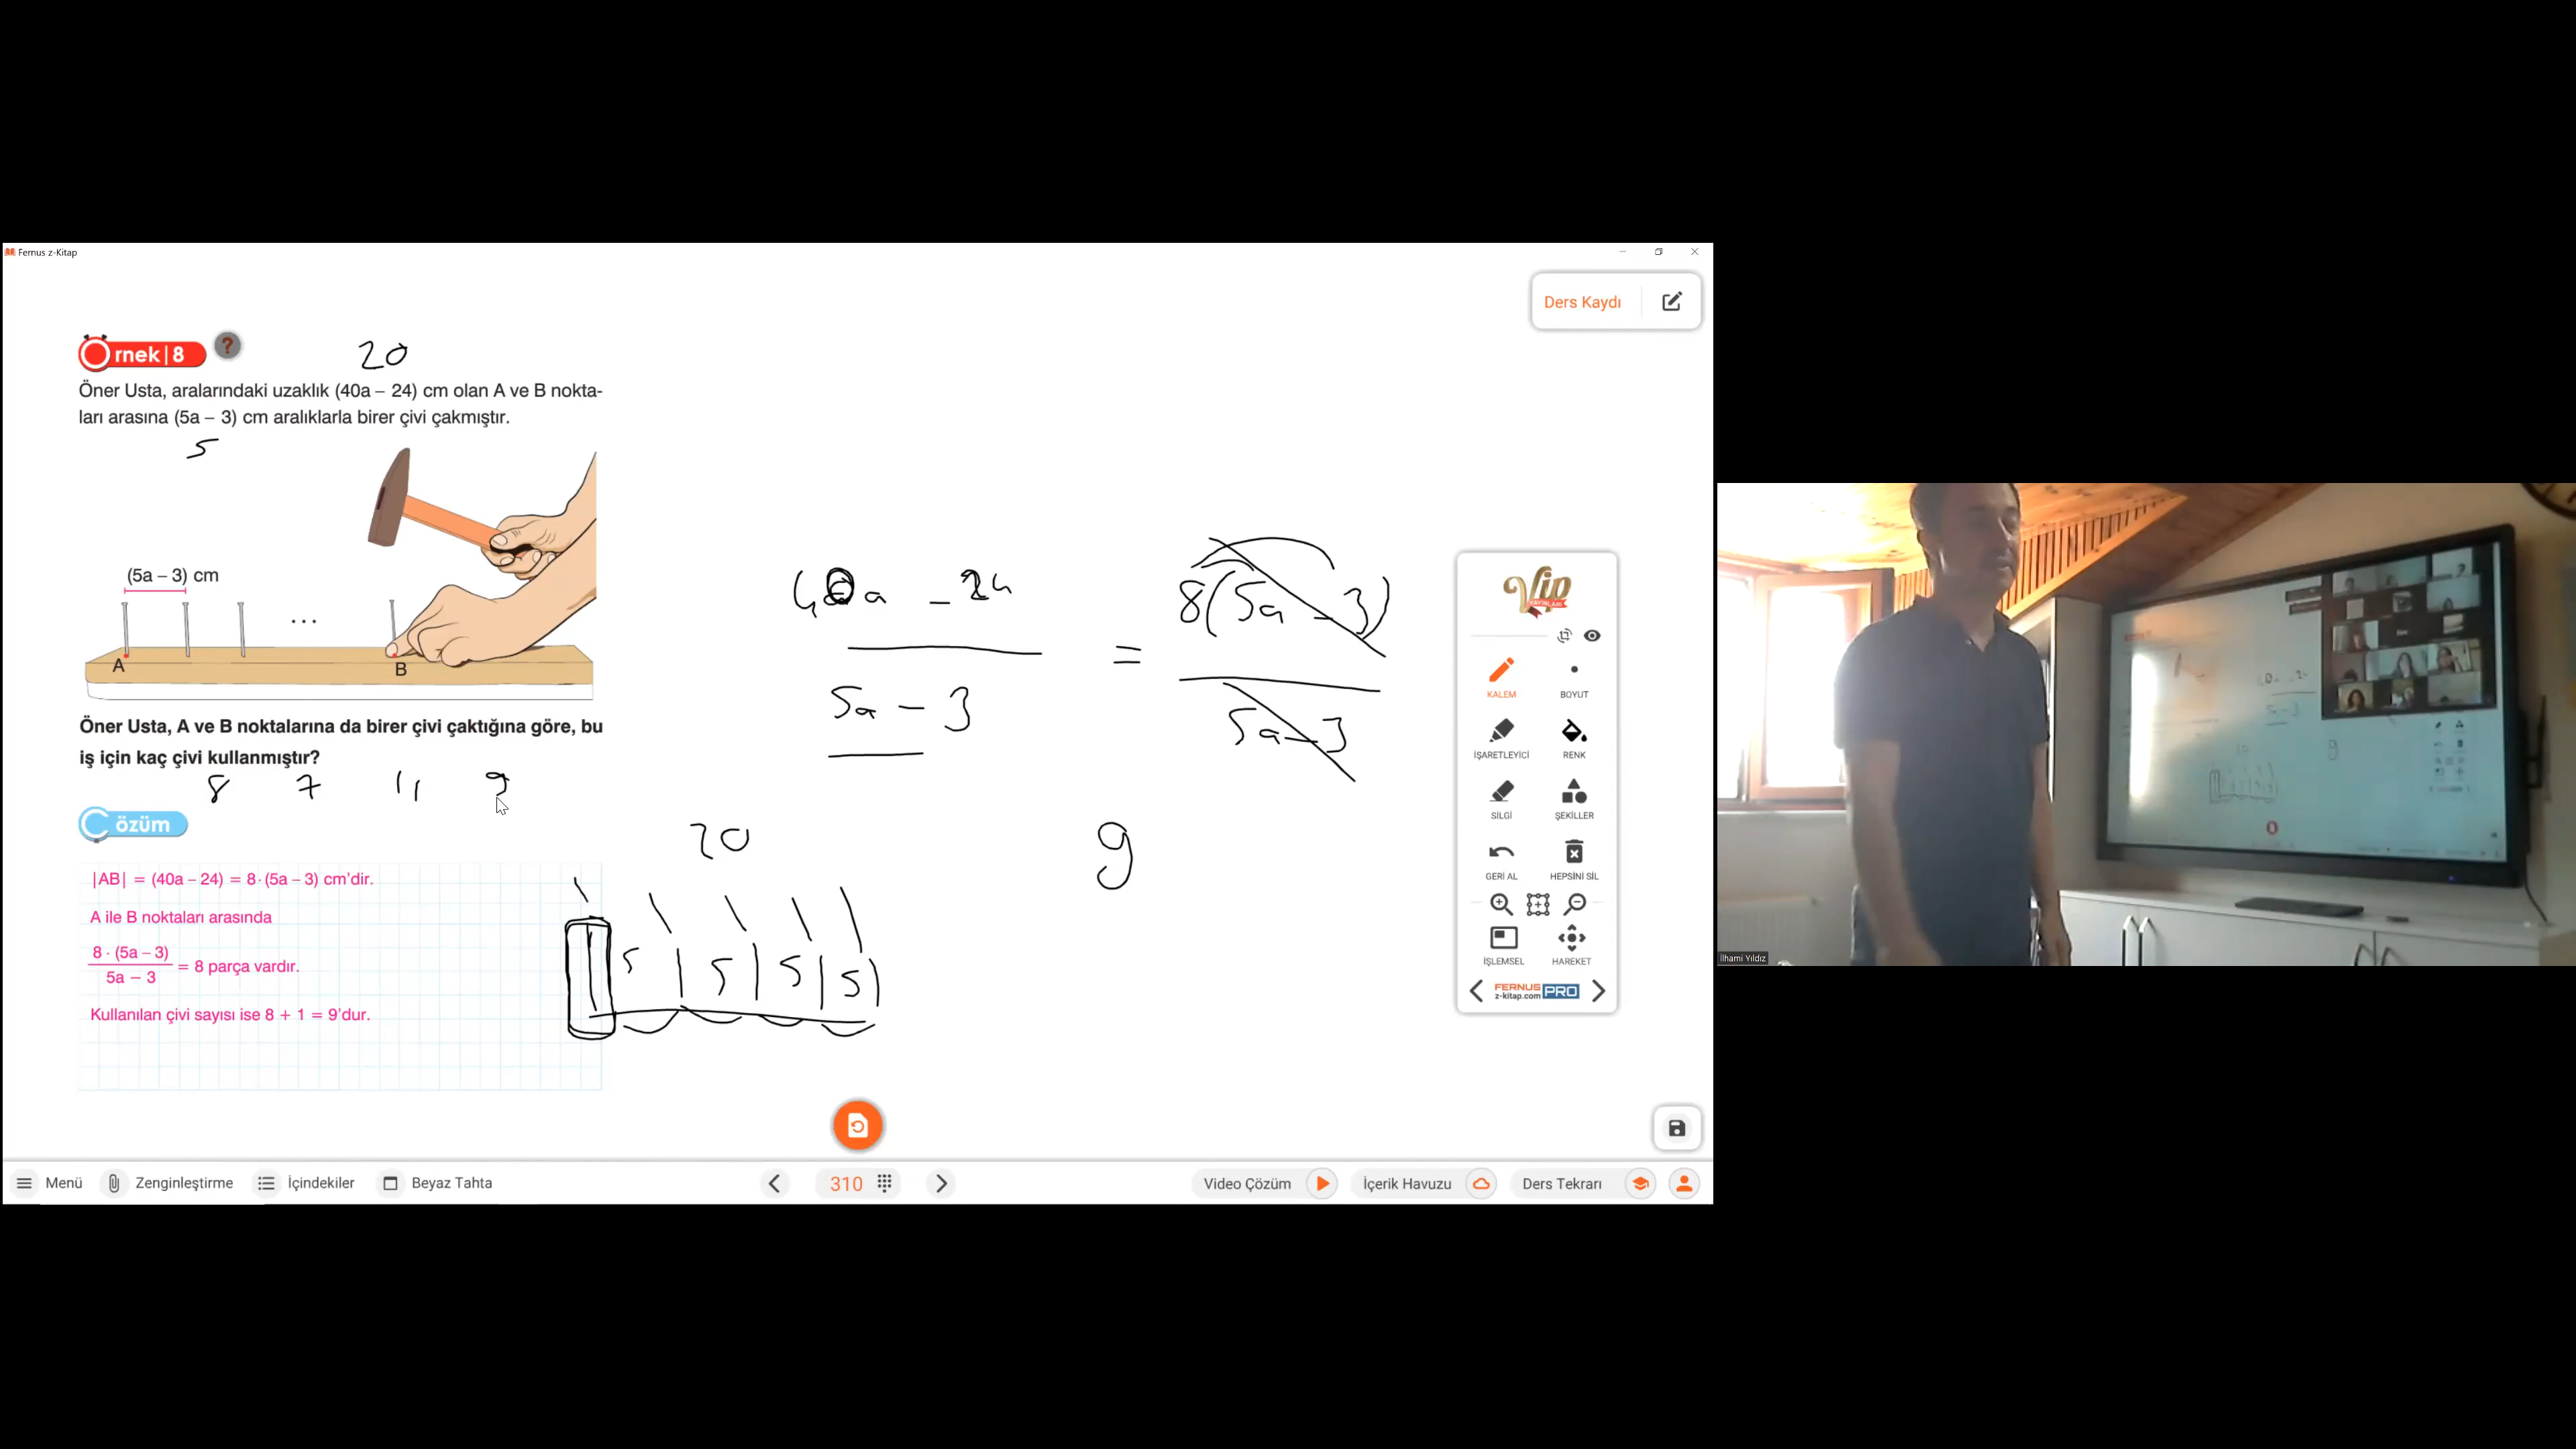 Fernus z-Kitap
Ders Kaydı
Örnek|8
?
20
Öner Usta, aralarındaki uzaklık (40a – 24) cm olan A ve B nokta-
ları arasına (5a – 3) cm aralıklarla birer çivi çakmıştır.
5
(5a – 3) cm
...
A
B
Öner Usta, A ve B noktalarına da birer çivi çaktığına göre, bu
iş için kaç çivi kullanmıştır?
8 7 11 9
Çözüm
|AB| = (40a – 24) = 8·(5a – 3) cm'dir.
A ile B noktaları arasında
8 · (5a – 3)
5a – 3
= 8 parça vardır.
Kullanılan çivi sayısı ise 8 + 1 = 9'dur.
40a - 24
5a - 3
=
8(5a - 3)
5a - 3
20
9
5 | 5 | 5 | 5 |
Vip
YAYINLARI
KALEM
BOYUT
İŞARETLEYİCİ
RENK
SİLGİ
ŞEKİLLER
GERİ AL
HEPSİNİ SİL
İŞLEMSEL
HAREKET
FERNUS
z-kitap.com
PRO
Menü
Zenginleştirme
İçindekiler
Beyaz Tahta
310
Video Çözüm
İçerik Havuzu
Ders Tekrarı
İlhami Yıldız